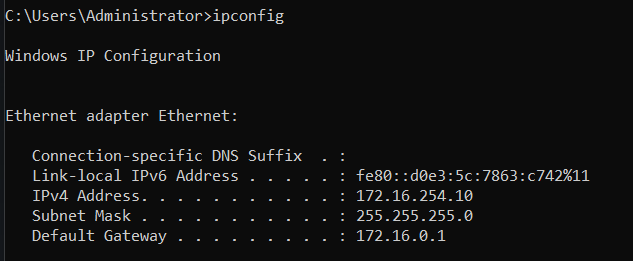 C:\Users\Administrator>ipconfig
Windows IP Configuration
Ethernet adapter Ethernet:
Connection-specific DNS Suffix  . :
Link-local IPv6 Address . . . . . : fe80::d0e3:5c:7863:c742%11
IPv4 Address. . . . . . . . . . . : 172.16.254.10
Subnet Mask . . . . . . . . . . . : 255.255.255.0
Default Gateway . . . . . . . . . : 172.16.0.1